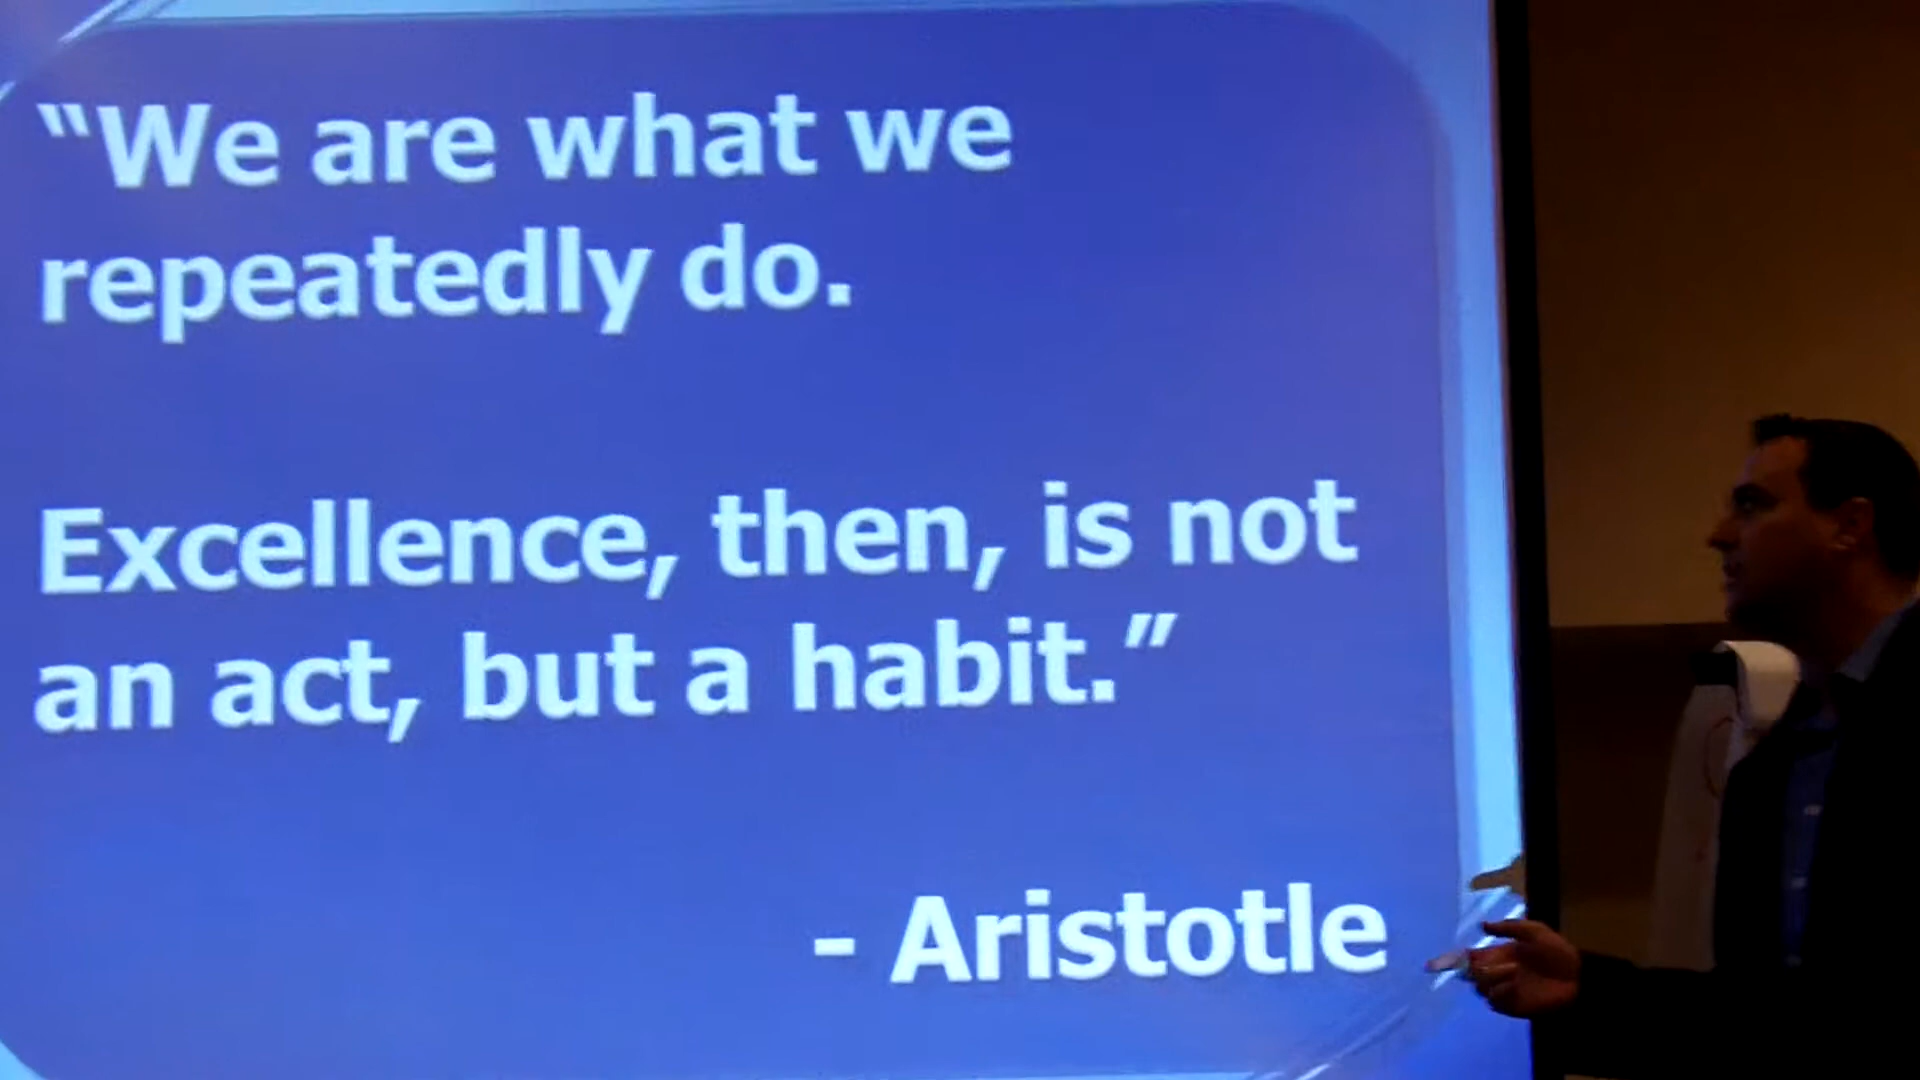 “We are what we
repeatedly do.
Excellence, then, is not
an act, but a habit.”
- Aristotle